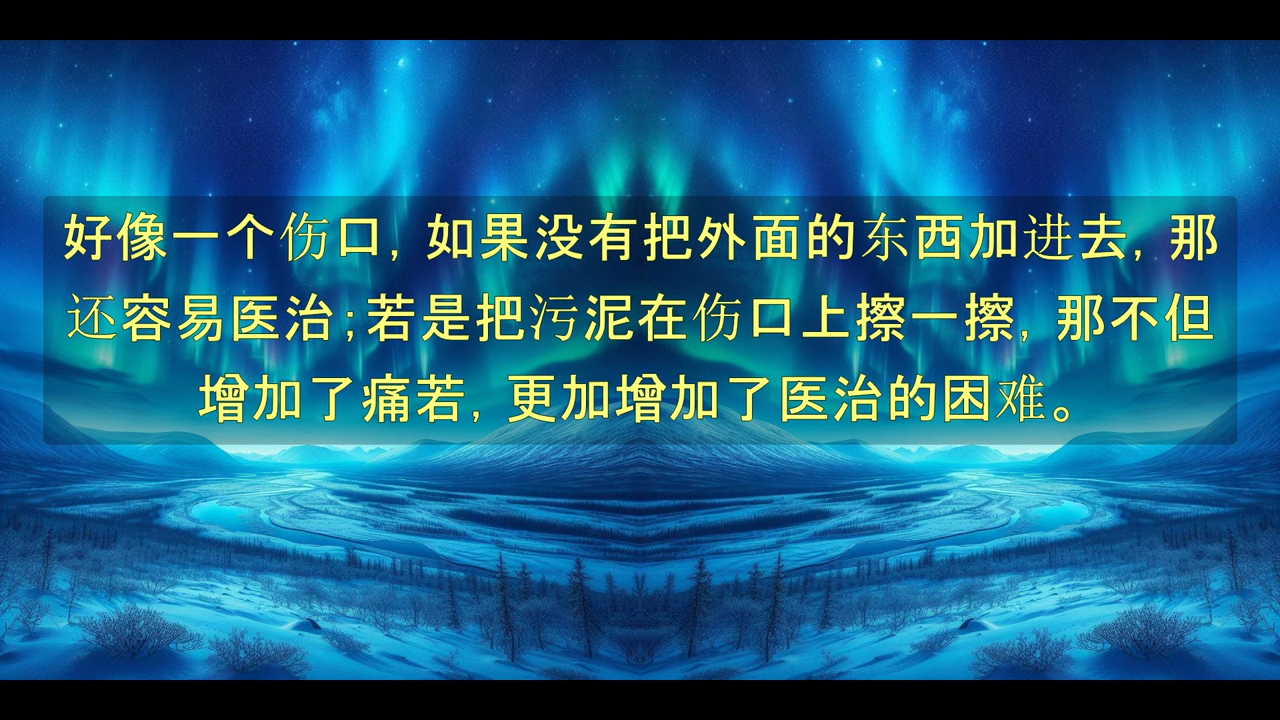 好像一个伤口, 如果没有把外面的东西加进去, 那
还容易医治;若是把污泥在伤口上擦一擦, 那不但
增加了痛若, 更加增加了医治的困难。